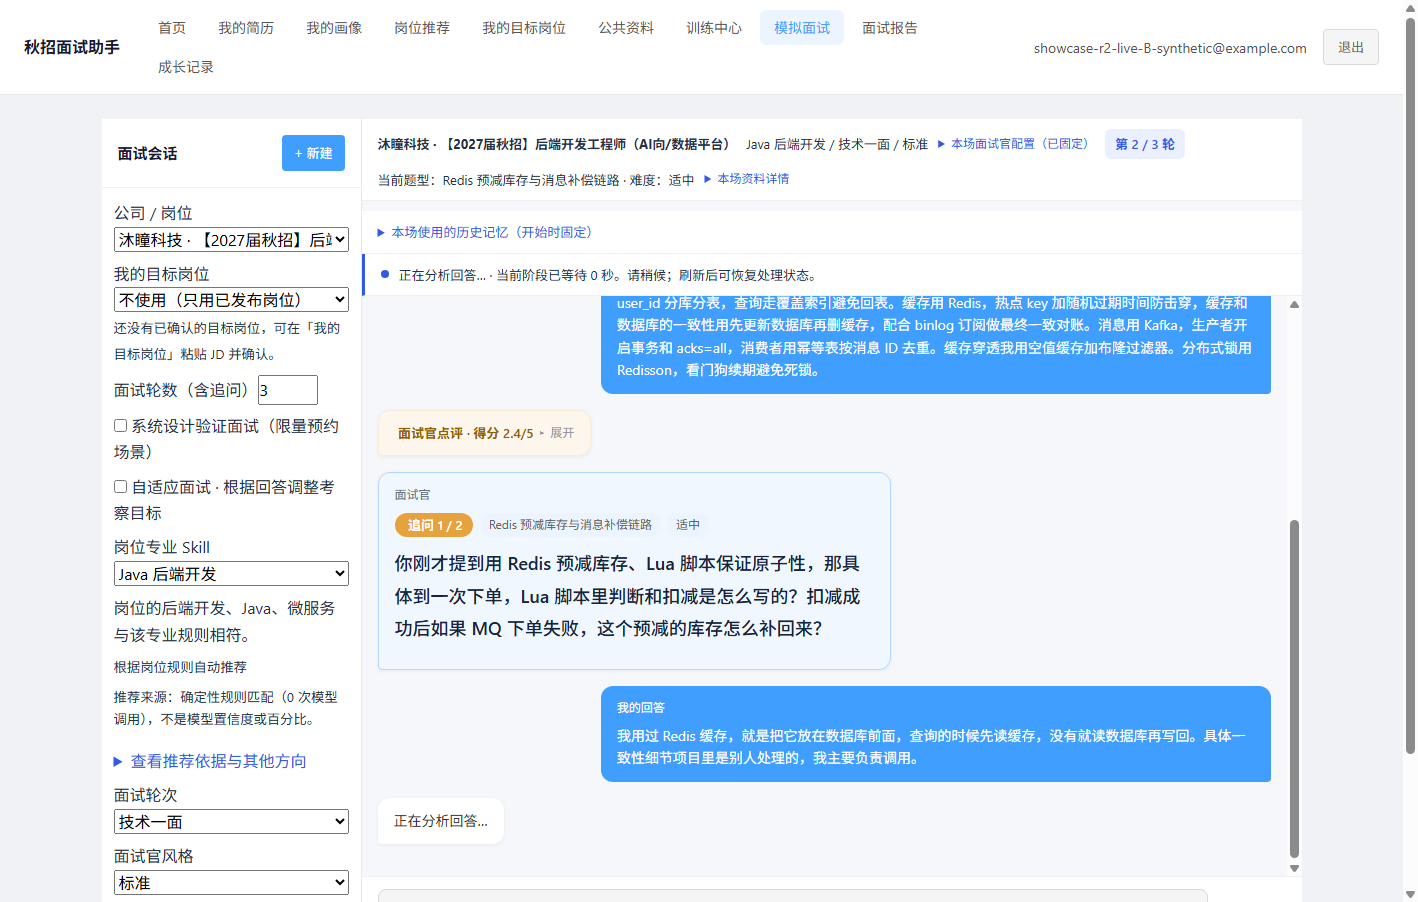 秋招面试助手
首页 我的简历 我的画像 岗位推荐 我的目标岗位 公共资料 训练中心 模拟面试 面试报告
成长记录
showcase-r2-live-B-synthetic@example.com 退出
面试会话
+ 新建
公司 / 岗位
沐瞳科技 · 【2027届秋招】后端
我的目标岗位
不使用（只用已发布岗位）
还没有已确认的目标岗位，可在「我的
目标岗位」粘贴 JD 并确认。
面试轮数（含追问） 3
系统设计验证面试（限量预约
场景）
自适应面试 · 根据回答调整考
察目标
岗位专业 Skill
Java 后端开发
岗位的后端开发、Java、微服务
与该专业规则相符。
根据岗位规则自动推荐
推荐来源：确定性规则匹配（0 次模型
调用），不是模型置信度或百分比。
▶ 查看推荐依据与其他方向
面试轮次
技术一面
面试官风格
标准
沐瞳科技 · 【2027届秋招】后端开发工程师（AI向/数据平台） Java 后端开发 / 技术一面 / 标准 ▶ 本场面试官配置（已固定） 第 2 / 3 轮
当前题型：Redis 预减库存与消息补偿链路 · 难度：适中 ▶ 本场资料详情
▶ 本场使用的历史记忆（开始时固定）
正在分析回答... · 当前阶段已等待 0 秒。请稍候；刷新后可恢复处理状态。
user_id 分库分表，查询走覆盖索引避免回表。缓存用 Redis，热点 key 加随机过期时间防击穿，缓存和
数据库的一致性用先更新数据库再删缓存，配合 binlog 订阅做最终一致对账。消息用 Kafka，生产者开
启事务和 acks=all，消费者用幂等表按消息 ID 去重。缓存穿透我用空值缓存加布隆过滤器。分布式锁用
Redisson，看门狗续期避免死锁。
面试官点评 · 得分 2.4/5 ▸ 展开
面试官
追问 1 / 2 Redis 预减库存与消息补偿链路 适中
你刚才提到用 Redis 预减库存、Lua 脚本保证原子性，那具
体到一次下单，Lua 脚本里判断和扣减是怎么写的？扣减成
功后如果 MQ 下单失败，这个预减的库存怎么补回来？
我的回答
我用过 Redis 缓存，就是把它放在数据库前面，查询的时候先读缓存，没有就读数据库再写回。具体一
致性细节项目里是别人处理的，我主要负责调用。
正在分析回答...